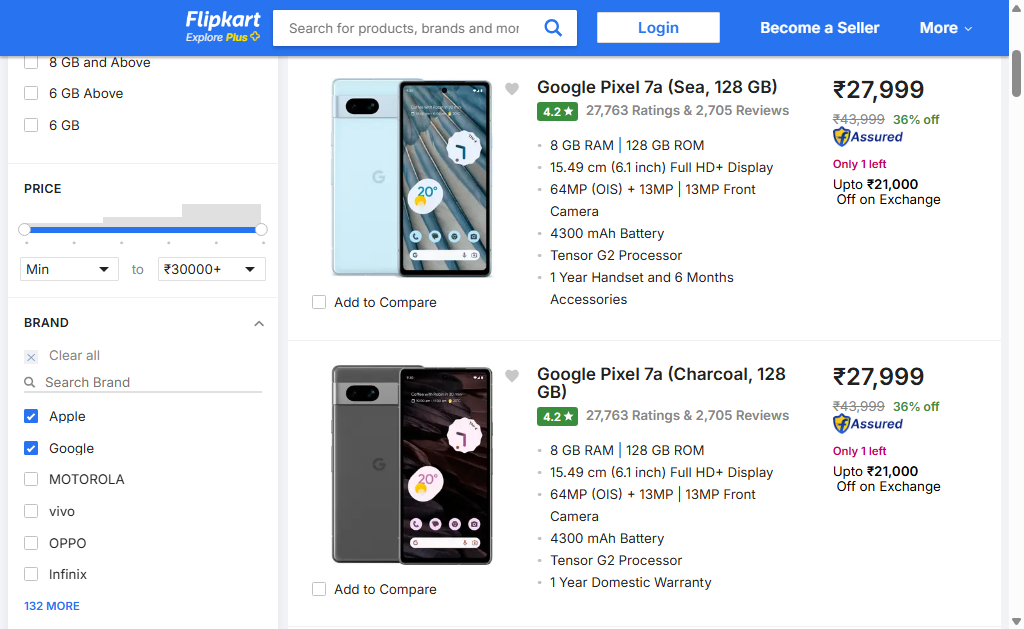 Flipkart
Explore Plus
Search for products, brands and mor
Login
Become a Seller
More
8 GB and Above
6 GB Above
6 GB
PRICE
Min
to
₹30000+
BRAND
Clear all
Search Brand
Apple
Google
MOTOROLA
vivo
OPPO
Infinix
132 MORE
20°
Add to Compare
Google Pixel 7a (Sea, 128 GB)
4.2★ 27,763 Ratings & 2,705 Reviews
8 GB RAM | 128 GB ROM
15.49 cm (6.1 inch) Full HD+ Display
64MP (OIS) + 13MP | 13MP Front
Camera
4300 mAh Battery
Tensor G2 Processor
1 Year Handset and 6 Months
Accessories
₹27,999
₹43,999 36% off
Assured
Only 1 left
Upto ₹21,000
Off on Exchange
20°
Add to Compare
Google Pixel 7a (Charcoal, 128
GB)
4.2★ 27,763 Ratings & 2,705 Reviews
8 GB RAM | 128 GB ROM
15.49 cm (6.1 inch) Full HD+ Display
64MP (OIS) + 13MP | 13MP Front
Camera
4300 mAh Battery
Tensor G2 Processor
1 Year Domestic Warranty
₹27,999
₹43,999 36% off
Assured
Only 1 left
Upto ₹21,000
Off on Exchange